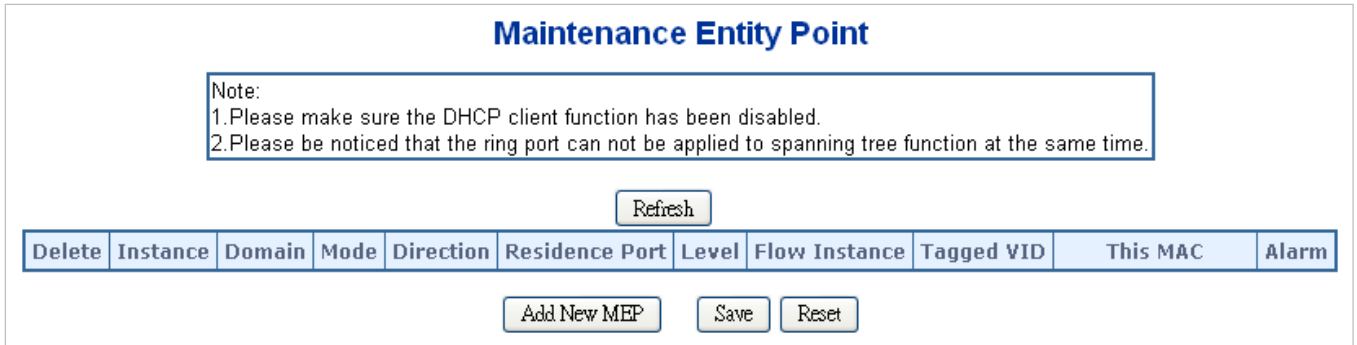 Maintenance Entity Point
Note:
1.Please make sure the DHCP client function has been disabled.
2.Please be noticed that the ring port can not be applied to spanning tree function at the same time.
Refresh
Delete Instance Domain Mode Direction Residence Port Level Flow Instance Tagged VID This MAC Alarm
Add New MEP Save Reset